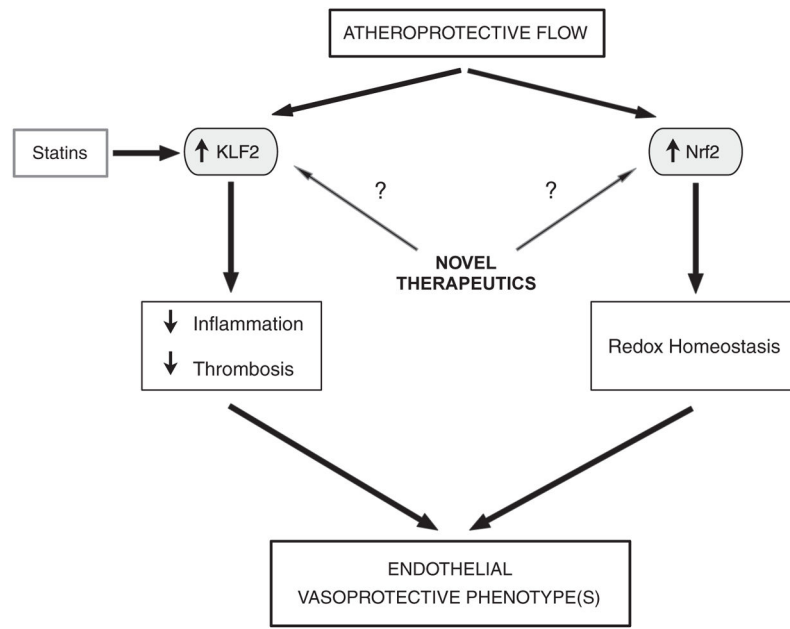 ATHEROPROTECTIVE FLOW
Statins
↑ KLF2
↑ Nrf2
?
?
NOVEL
THERAPEUTICS
↓ Inflammation
↓ Thrombosis
Redox Homeostasis
ENDOTHELIAL
VASOPROTECTIVE PHENOTYPE(S)